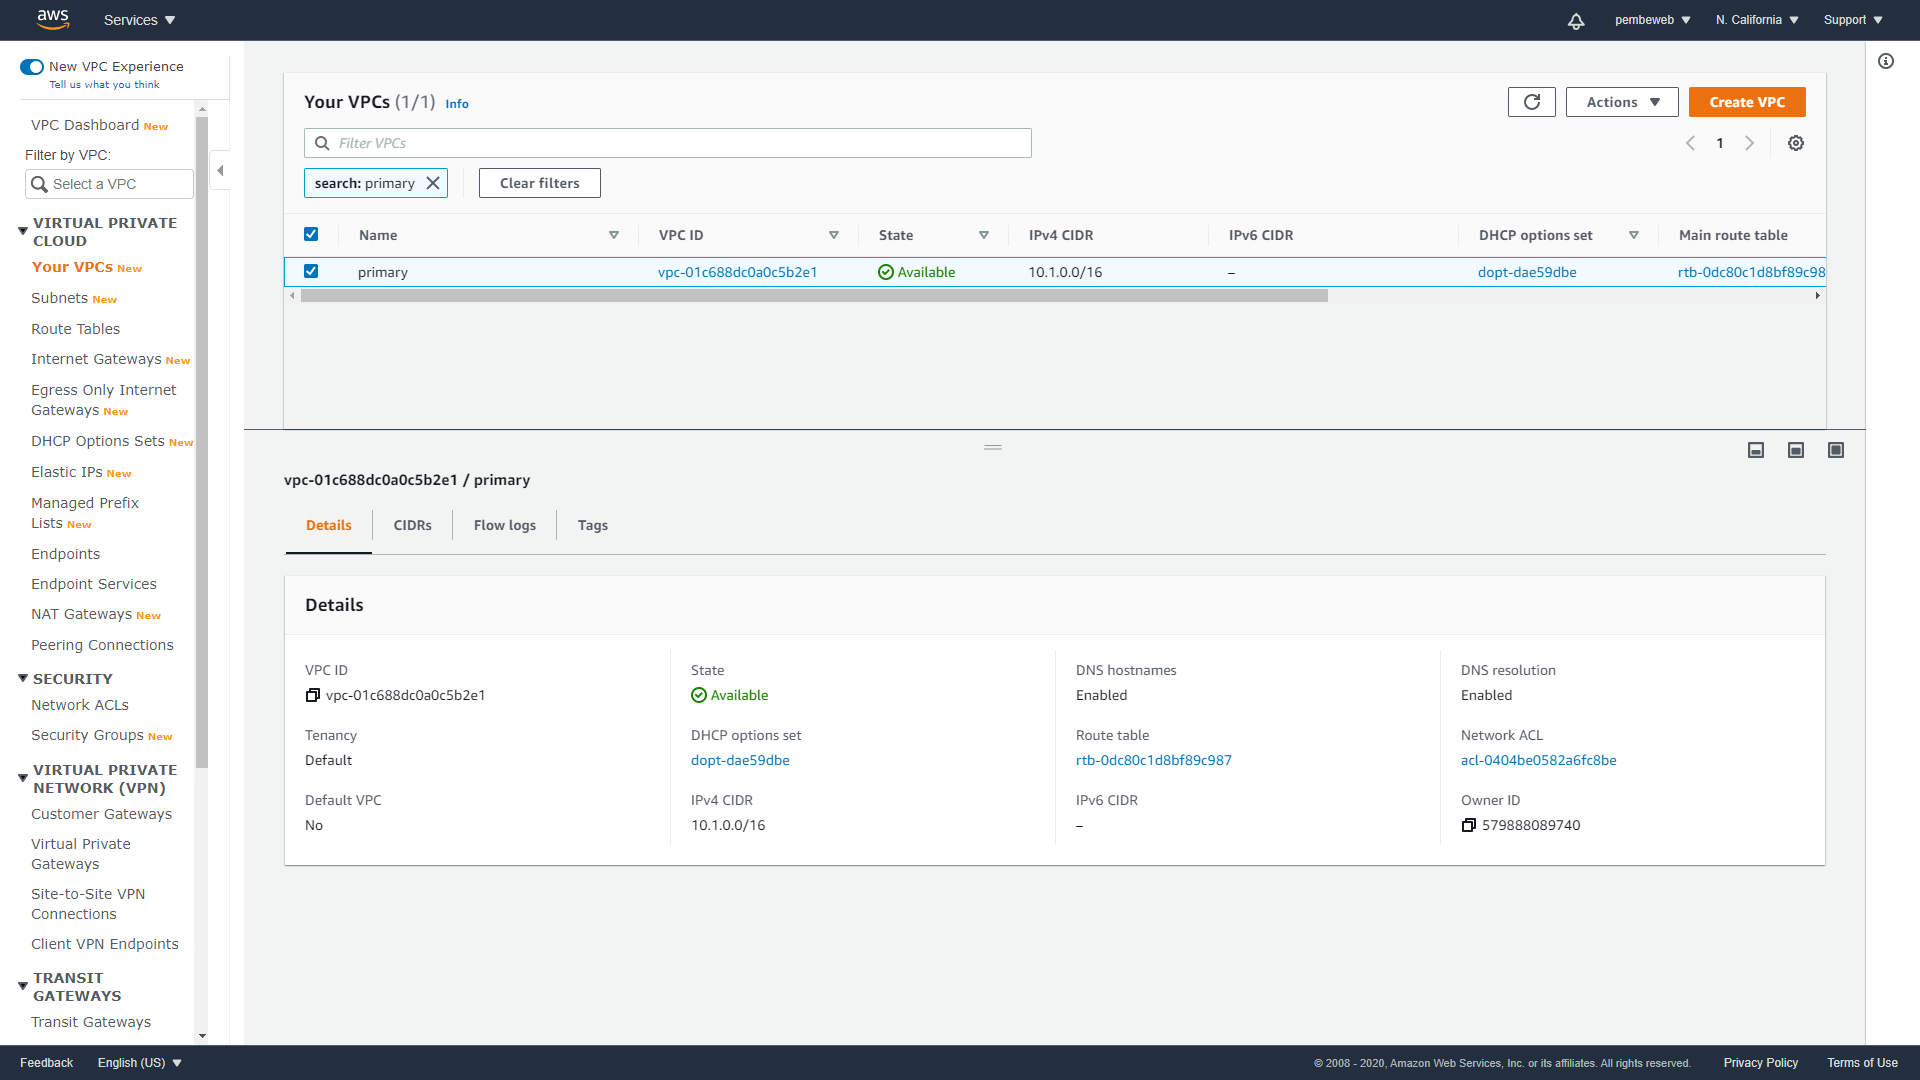 aws
Services
pembeweb
N. California
Support
New VPC Experience
Tell us what you think
VPC Dashboard New
Filter by VPC:
Select a VPC
VIRTUAL PRIVATE
CLOUD
Your VPCs New
Subnets New
Route Tables
Internet Gateways New
Egress Only Internet
Gateways New
DHCP Options Sets New
Elastic IPs New
Managed Prefix
Lists New
Endpoints
Endpoint Services
NAT Gateways New
Peering Connections
SECURITY
Network ACLs
Security Groups New
VIRTUAL PRIVATE
NETWORK (VPN)
Customer Gateways
Virtual Private
Gateways
Site-to-Site VPN
Connections
Client VPN Endpoints
TRANSIT
GATEWAYS
Transit Gateways
Your VPCs (1/1) Info
Actions
Create VPC
Filter VPCs
1
search: primary
Clear filters
Name VPC ID State IPv4 CIDR IPv6 CIDR DHCP options set Main route table
primary vpc-01c688dc0a0c5b2e1 Available 10.1.0.0/16 – dopt-dae59dbe rtb-0dc80c1d8bf89c98
vpc-01c688dc0a0c5b2e1 / primary
Details CIDRs Flow logs Tags
Details
VPC ID State DNS hostnames DNS resolution
vpc-01c688dc0a0c5b2e1 Available Enabled Enabled
Tenancy DHCP options set Route table Network ACL
Default dopt-dae59dbe rtb-0dc80c1d8bf89c987 acl-0404be0582a6fc8be
Default VPC IPv4 CIDR IPv6 CIDR Owner ID
No 10.1.0.0/16 – 579888089740
Feedback English (US) © 2008 - 2020, Amazon Web Services, Inc. or its affiliates. All rights reserved. Privacy Policy Terms of Use